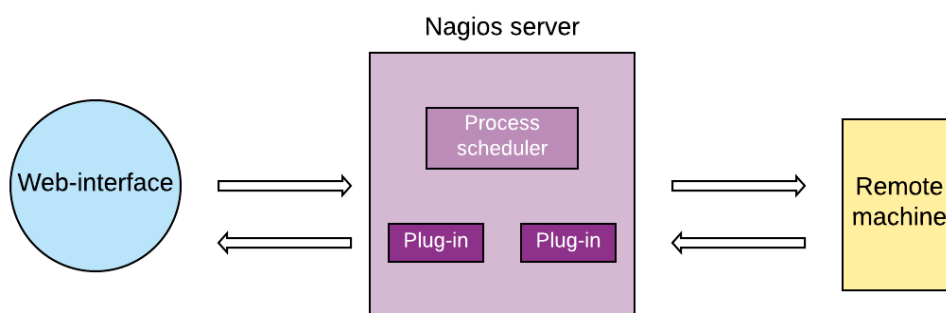 Nagios server
Process
scheduler
Web-interface
Plug-in
Plug-in
Remote
machine